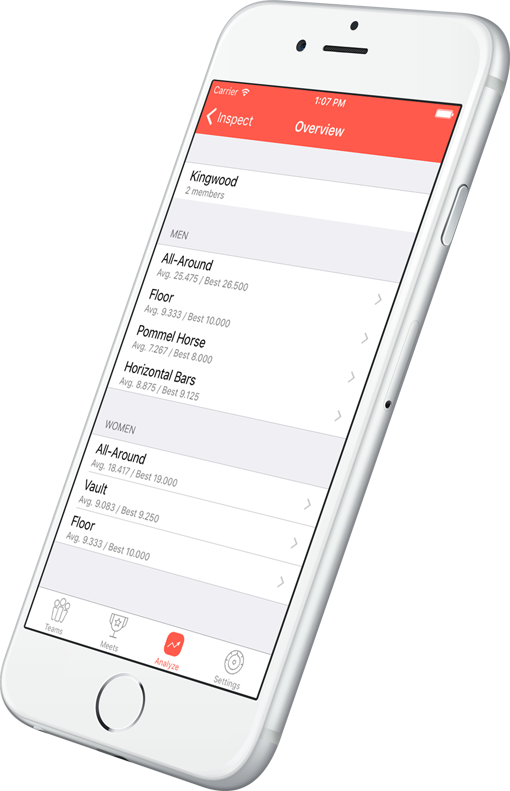 Carrier 1:07 PM
Inspect Overview
Kingwood
2 members
MEN
All-Around
Avg. 25.475 / Best 26.500
Floor
Avg. 9.333 / Best 10.000
Pommel Horse
Avg. 7.267 / Best 8.000
Horizontal Bars
Avg. 8.875 / Best 9.125
WOMEN
All-Around
Avg. 18.417 / Best 19.000
Vault
Avg. 9.083 / Best 9.250
Floor
Avg. 9.333 / Best 10.000
Teams Meets Analyze Settings